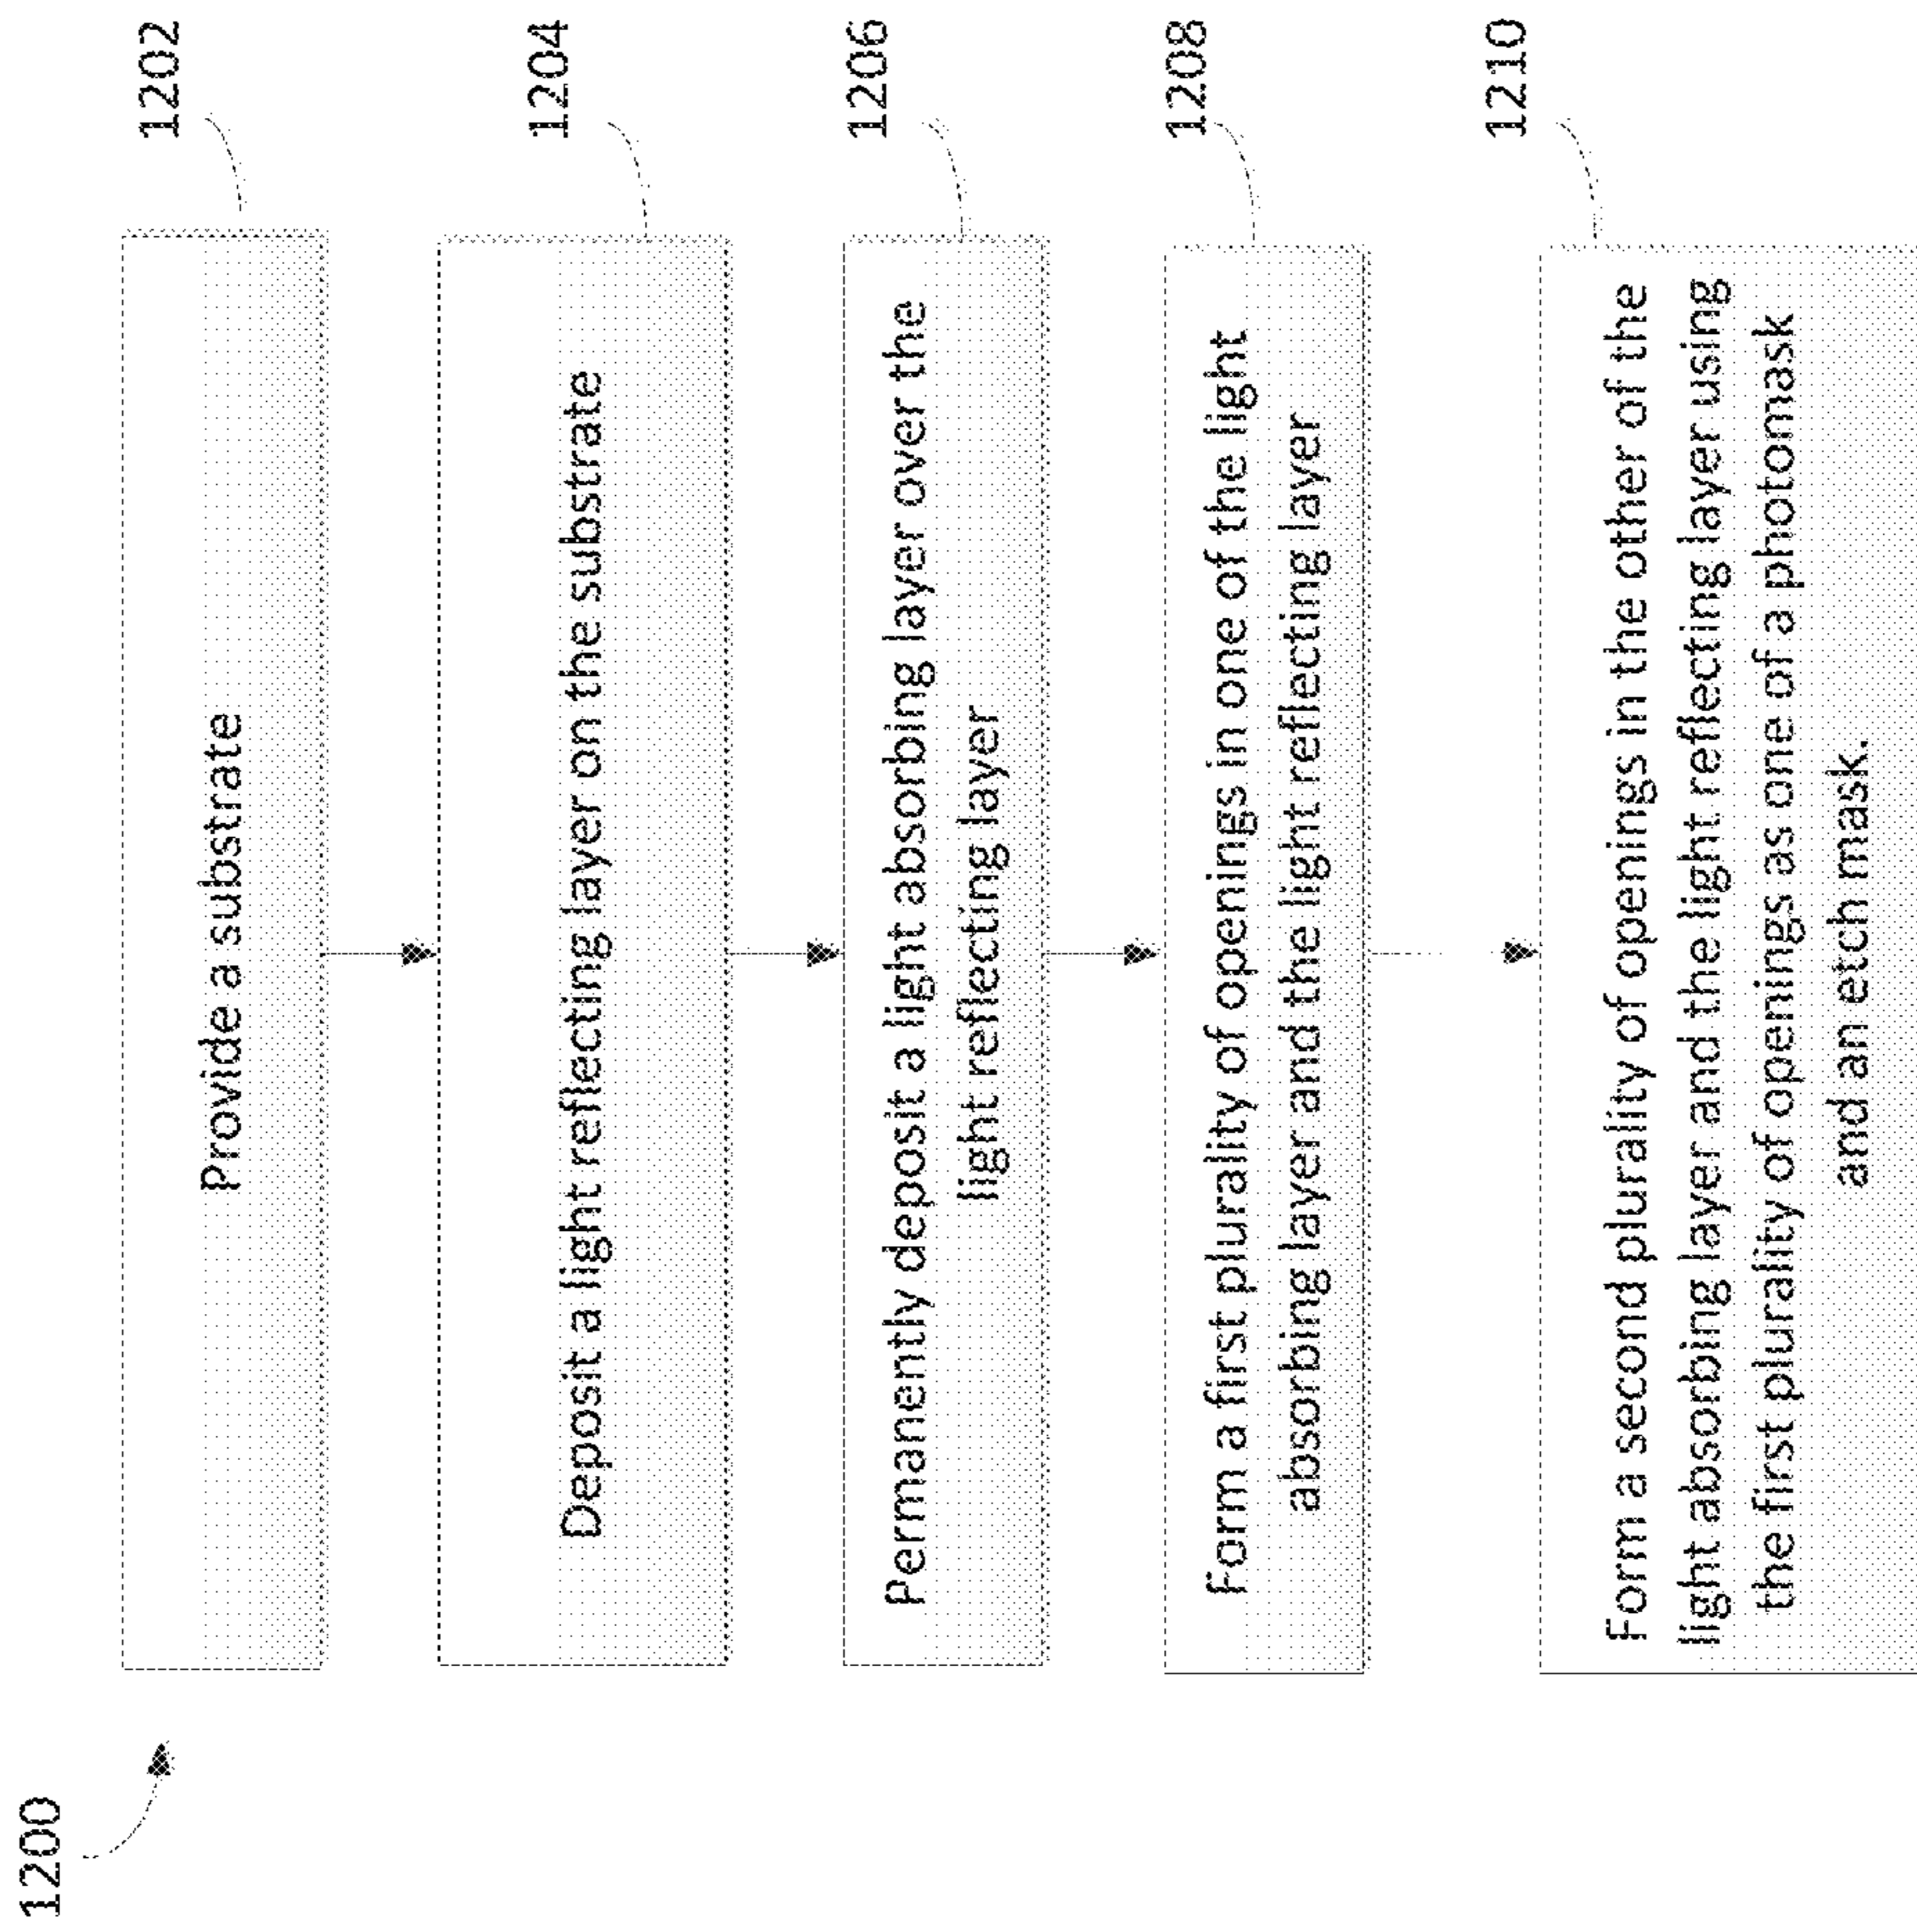 1200
1202
Provide a substrate
1204
Deposit a light reflecting layer on the substrate
1206
Permanently deposit a light absorbing layer over the
light reflecting layer
1208
Form a first plurality of openings in one of the light
absorbing layer and the light reflecting layer
1210
Form a second plurality of openings in the other of the
light absorbing layer and the light reflecting layer using
the first plurality of openings as one of a photomask
and an etch mask.